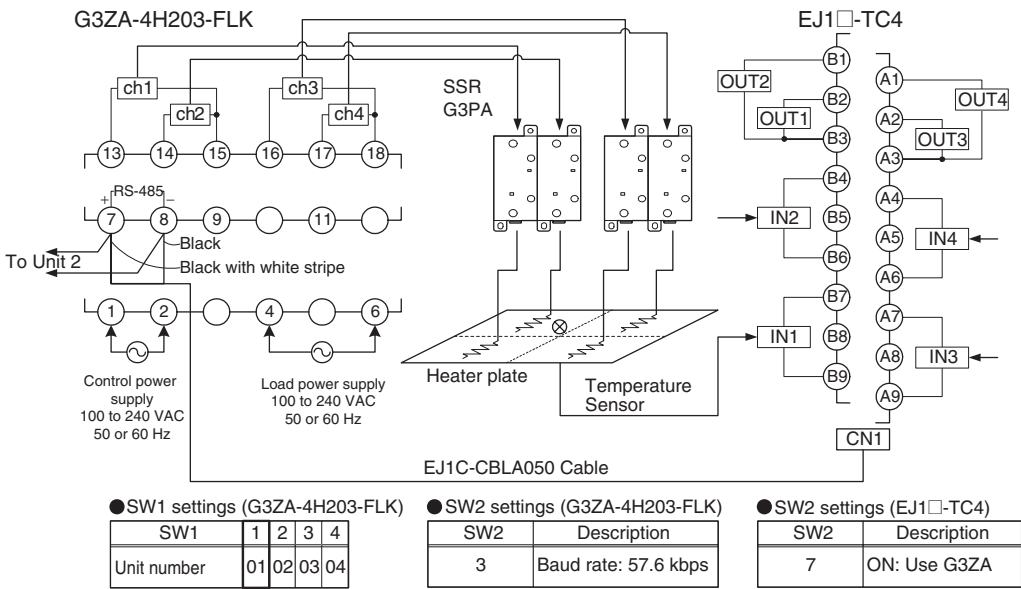 G3ZA-4H203-FLK
EJ1□-TC4
ch1
ch2
ch3
ch4
SSR
G3PA
13
14
15
16
17
18
RS-485
+
−
7
8
9
11
To Unit 2
Black
Black with white stripe
1
2
4
6
Control power
supply
100 to 240 VAC
50 or 60 Hz
Load power supply
100 to 240 VAC
50 or 60 Hz
Heater plate
Temperature
Sensor
OUT2
OUT1
B1
B2
B3
B4
IN2
B5
B6
B7
IN1
B8
B9
A1
OUT4
A2
OUT3
A3
A4
A5
IN4
A6
A7
A8
IN3
A9
CN1
EJ1C-CBLA050 Cable
●SW1 settings (G3ZA-4H203-FLK)
SW1 1 2 3 4
Unit number 01 02 03 04
●SW2 settings (G3ZA-4H203-FLK)
SW2 Description
3 Baud rate: 57.6 kbps
●SW2 settings (EJ1□-TC4)
SW2 Description
7 ON: Use G3ZA